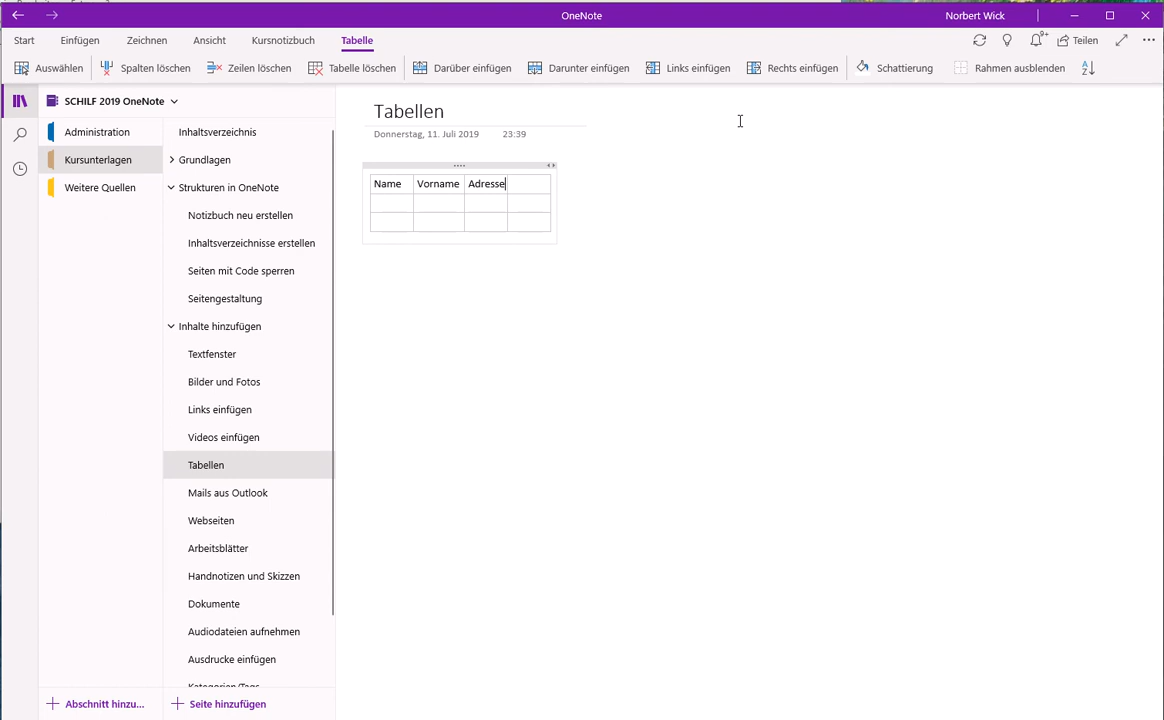 OneNote
Norbert Wick
Start Einfügen Zeichnen Ansicht Kursnotizbuch Tabelle
9+ Teilen
Auswählen Spalten löschen Zeilen löschen Tabelle löschen Darüber einfügen Darunter einfügen Links einfügen Rechts einfügen Schattierung Rahmen ausblenden
SCHILF 2019 OneNote
Administration
Kursunterlagen
Weitere Quellen
Inhaltsverzeichnis
Grundlagen
Strukturen in OneNote
Notizbuch neu erstellen
Inhaltsverzeichnisse erstellen
Seiten mit Code sperren
Seitengestaltung
Inhalte hinzufügen
Textfenster
Bilder und Fotos
Links einfügen
Videos einfügen
Tabellen
Mails aus Outlook
Webseiten
Arbeitsblätter
Handnotizen und Skizzen
Dokumente
Audiodateien aufnehmen
Ausdrucke einfügen
Kategorien/Tags
Abschnitt hinzu...
Seite hinzufügen
Tabellen
Donnerstag, 11. Juli 2019 23:39
Name Vorname Adresse